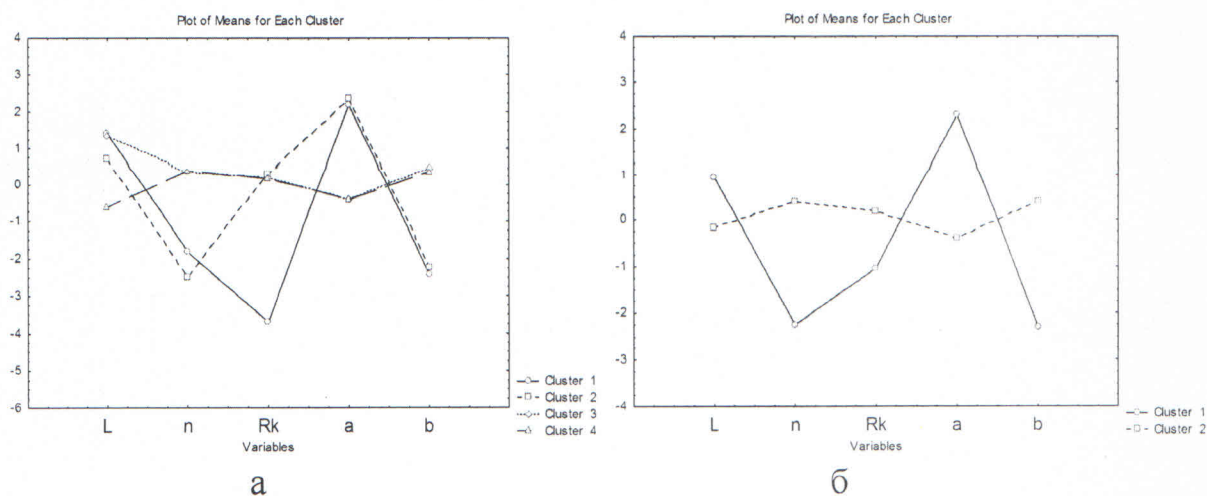 Plot of Means for Each Cluster
4
3
2
1
0
-1
-2
-3
-4
-5
-6
L n Rk a b
Variables
Cluster 1
Cluster 2
Cluster 3
Cluster 4
а
Plot of Means for Each Cluster
4
3
2
1
0
-1
-2
-3
-4
L n Rk a b
Variables
Cluster 1
Cluster 2
б